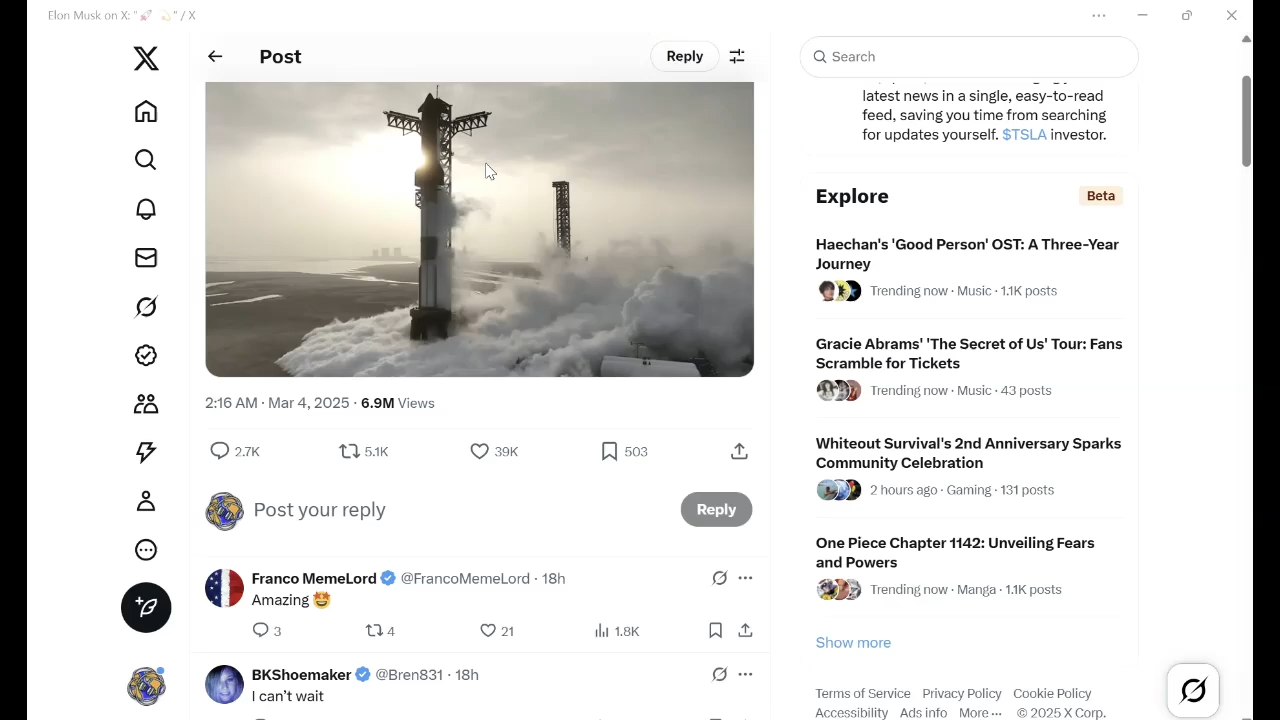 Elon Musk on X: "🚀 💫" / X
Post
Reply
Search
latest news in a single, easy-to-read
feed, saving you time from searching
for updates yourself. $TSLA investor.
2:16 AM · Mar 4, 2025 · 6.9M Views
2.7K 5.1K 39K 503
Post your reply
Reply
Franco MemeLord @FrancoMemeLord · 18h
Amazing 🤩
3 4 21 1.8K
BKShoemaker @Bren831 · 18h
I can't wait
Explore
Beta
Haechan's 'Good Person' OST: A Three-Year
Journey
Trending now · Music · 1.1K posts
Gracie Abrams' 'The Secret of Us' Tour: Fans
Scramble for Tickets
Trending now · Music · 43 posts
Whiteout Survival's 2nd Anniversary Sparks
Community Celebration
2 hours ago · Gaming · 131 posts
One Piece Chapter 1142: Unveiling Fears
and Powers
Trending now · Manga · 1.1K posts
Show more
Terms of Service Privacy Policy Cookie Policy
Accessibility Ads info More ··· © 2025 X Corp.